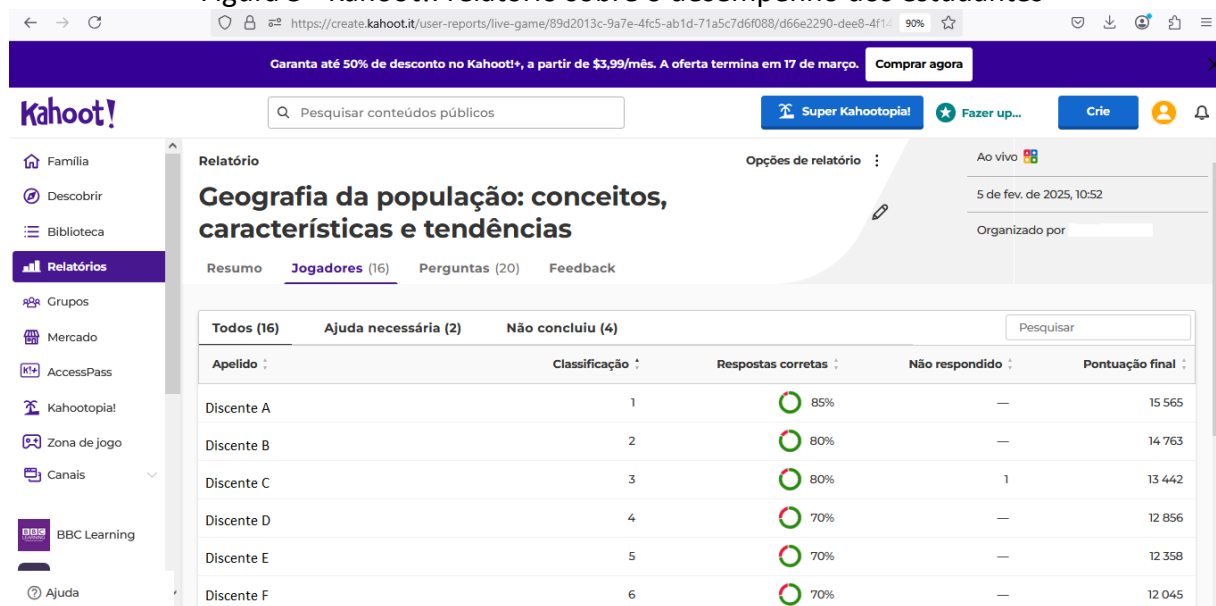 https://create.kahoot.it/user-reports/live-game/89d2013c-9a7e-4fc5-ab1d-71a5c7d6f088/d66e2290-dee8-4f14 90%
Garanta até 50% de desconto no Kahoot!+, a partir de $3,99/mês. A oferta termina em 17 de março. Comprar agora
Kahoot! Pesquisar conteúdos públicos Super Kahootopia! Fazer up... Crie
Família
Descobrir
Biblioteca
Relatórios
Grupos
Mercado
K!+ AccessPass
Kahootopia!
Zona de jogo
Canais
BBC Learning
Ajuda
Relatório Opções de relatório
Geografia da população: conceitos,
características e tendências
Ao vivo
5 de fev. de 2025, 10:52
Organizado por
Resumo Jogadores (16) Perguntas (20) Feedback
Todos (16) Ajuda necessária (2) Não concluiu (4) Pesquisar
Apelido Classificação Respostas corretas Não respondido Pontuação final
Discente A 1 85% — 15 565
Discente B 2 80% — 14 763
Discente C 3 80% 1 13 442
Discente D 4 70% — 12 856
Discente E 5 70% — 12 358
Discente F 6 70% — 12 045